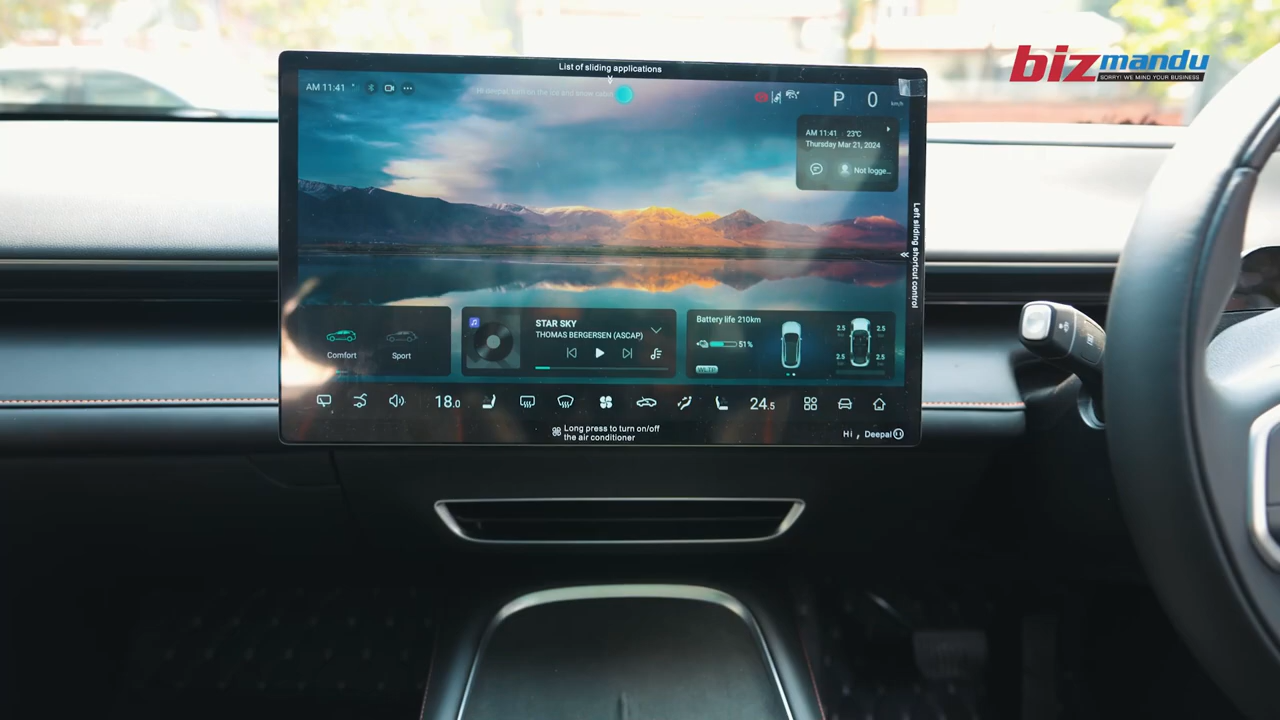 bizmandu
SORRY! WE MIND YOUR BUSINESS
List of sliding applications
AM 11:41
P 0
km/h
AM 11:41 23°C
Thursday Mar 21, 2024
Not logge...
Left sliding shortcut control
Comfort
Sport
STAR SKY
THOMAS BERGERSEN (ASCAP)
Battery life 210km
51%
WLTP
2.5 2.5
2.5 2.5
18.0
24.5
Long press to turn on/off
the air conditioner
Hi , Deepal